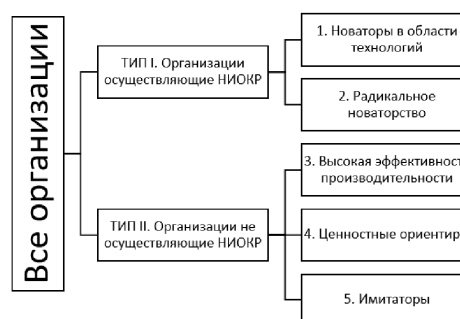 Все организации
ТИП I. Организации
осуществляющие НИОКР
ТИП II. Организации не
осуществляющие НИОКР
1. Новаторы в области
технологий
2. Радикальное
новаторство
3. Высокая эффективност
производительности
4. Ценностные ориентир
5. Имитаторы